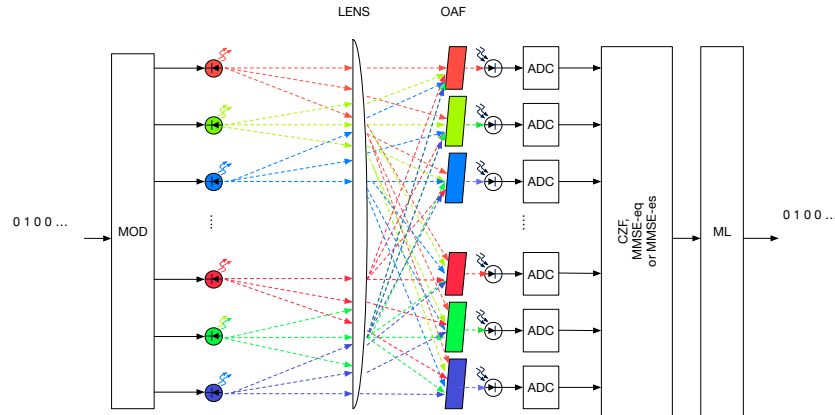 LENS OAF
ADC
ADC
ADC
0 1 0 0 ...
MOD
...
...
CZF,
MMSE-eq
or MMSE-es
ML
0 1 0 0 ...
ADC
ADC
ADC